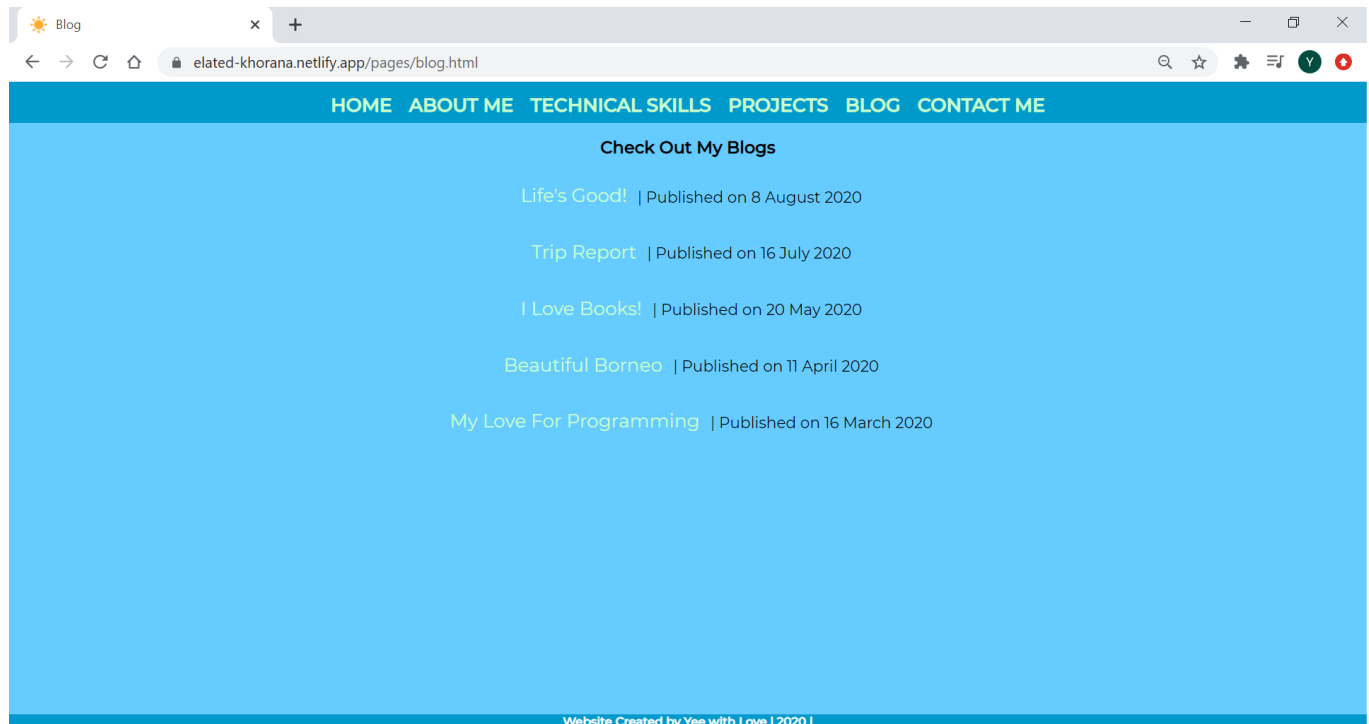 Blog
elated-khorana.netlify.app/pages/blog.html
Y
HOME ABOUT ME TECHNICAL SKILLS PROJECTS BLOG CONTACT ME
Check Out My Blogs
Life's Good! | Published on 8 August 2020
Trip Report | Published on 16 July 2020
I Love Books! | Published on 20 May 2020
Beautiful Borneo | Published on 11 April 2020
My Love For Programming | Published on 16 March 2020
Website Created by Yee with Love | 2020 |